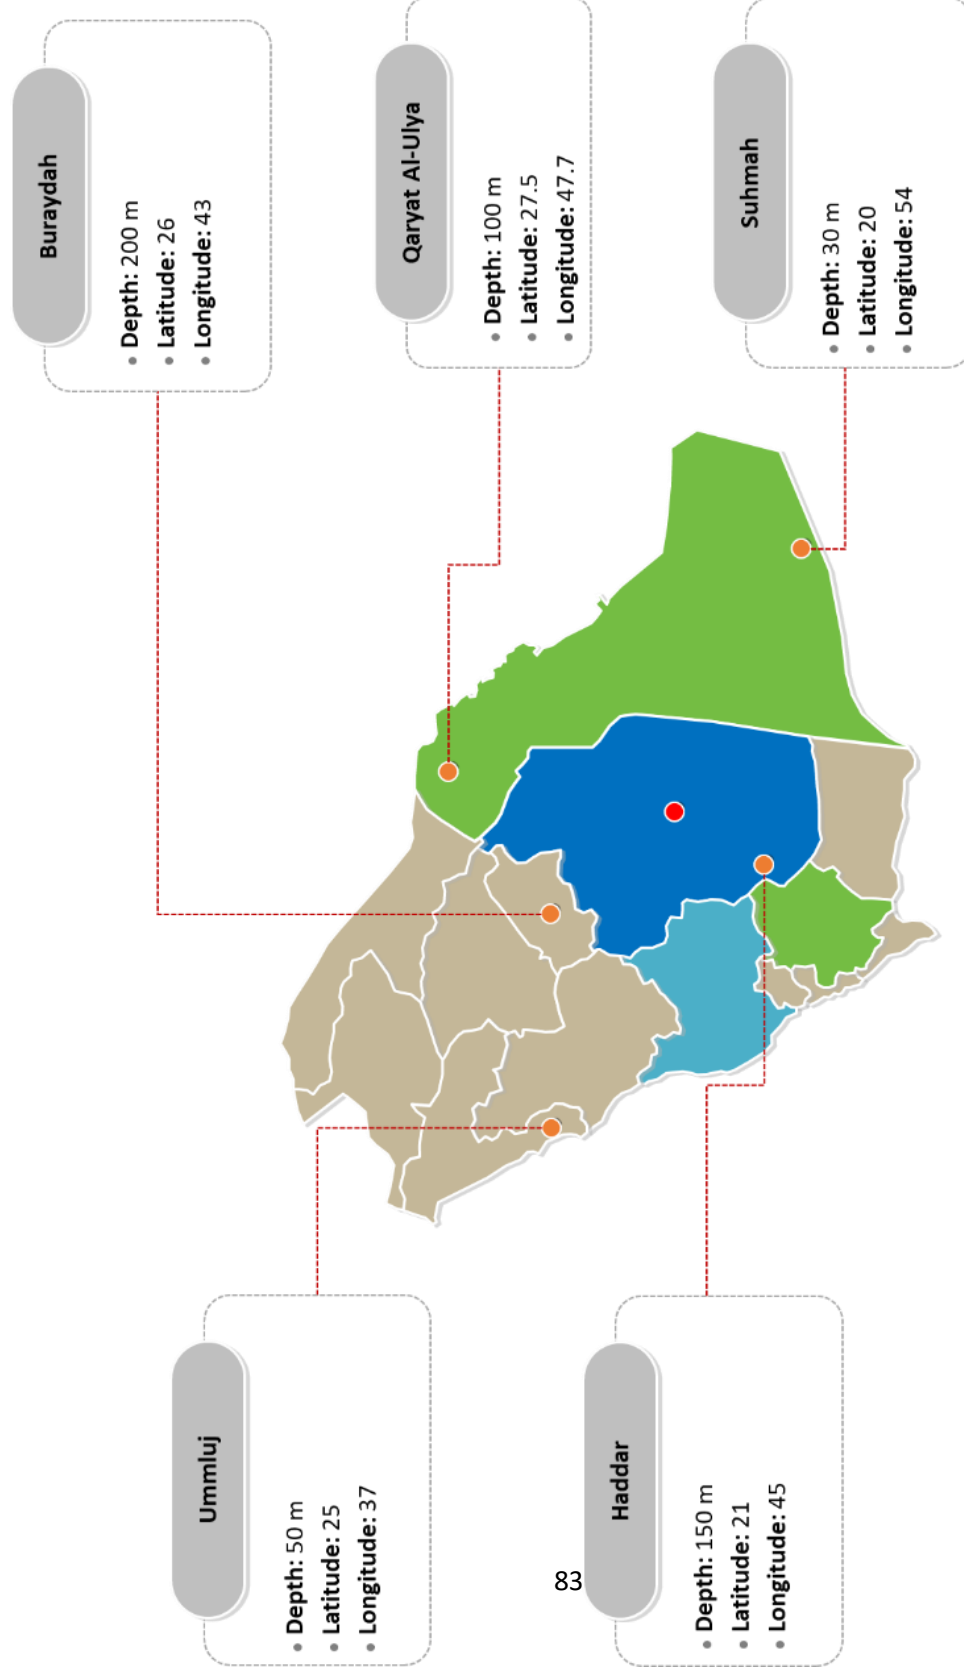 Buraydah
• Depth: 200 m
• Latitude: 26
• Longitude: 43
Qaryat Al-Ulya
• Depth: 100 m
• Latitude: 27.5
• Longitude: 47.7
Suhmah
• Depth: 30 m
• Latitude: 20
• Longitude: 54
Ummluj
• Depth: 50 m
• Latitude: 25
• Longitude: 37
Haddar
• Depth: 150 m
• Latitude: 21
• Longitude: 45
83